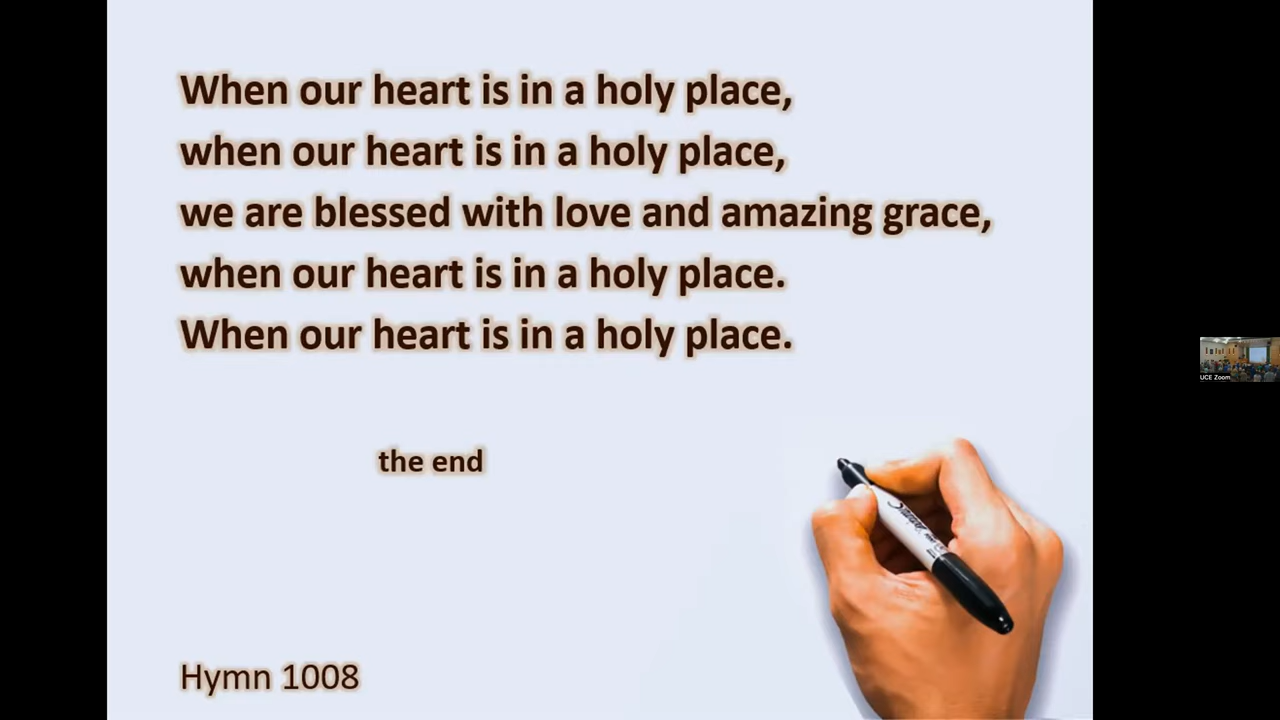 When our heart is in a holy place,
when our heart is in a holy place,
we are blessed with love and amazing grace,
when our heart is in a holy place.
When our heart is in a holy place.
the end
Hymn 1008
UCE Zoom